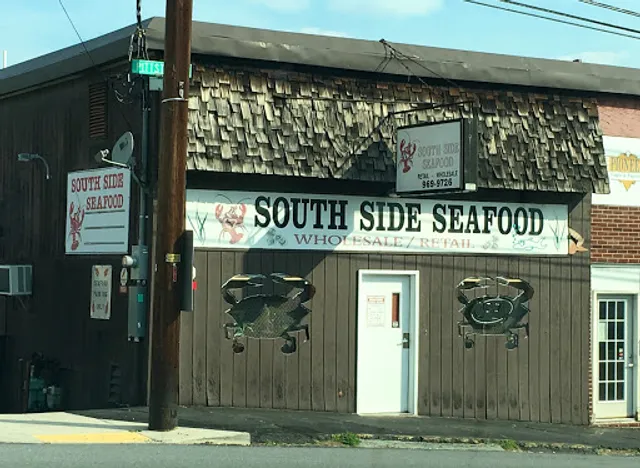 SOUTH SIDE
SEAFOOD
SOUTH SIDE
SEAFOOD
RETAIL - WHOLESALE
969-9726
SOUTH SIDE SEAFOOD
WHOLESALE / RETAIL